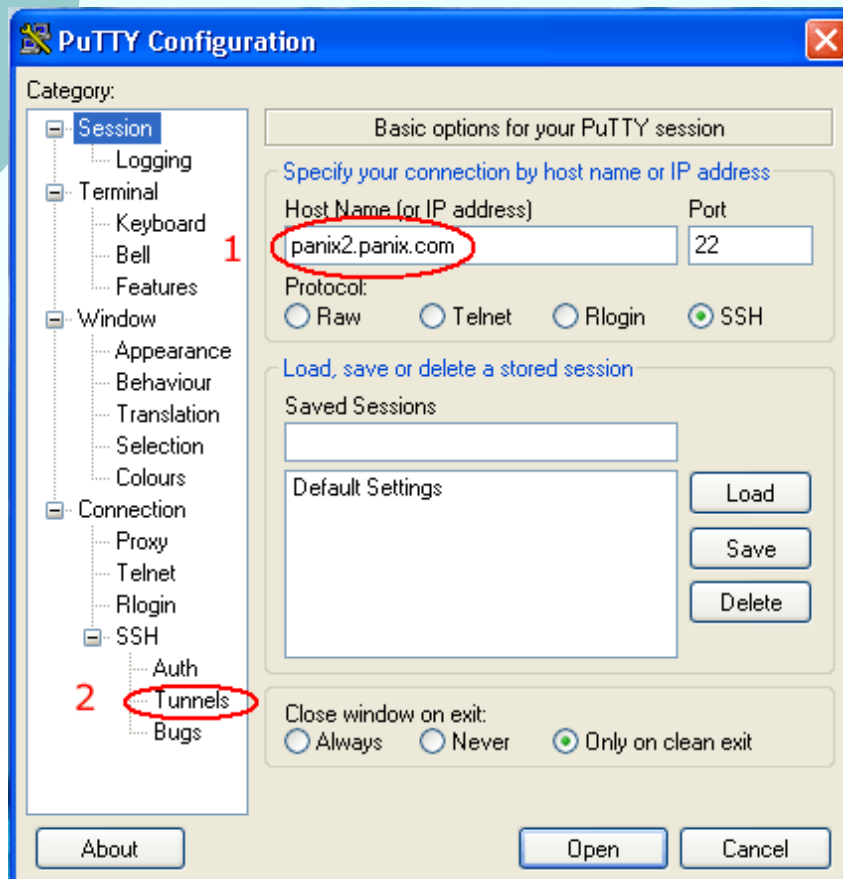 PuTTY Configuration
Category:
Session
Logging
Terminal
Keyboard
Bell
Features
Window
Appearance
Behaviour
Translation
Selection
Colours
Connection
Proxy
Telnet
Rlogin
SSH
Auth
2 Tunnels
Bugs
Basic options for your PuTTY session
Specify your connection by host name or IP address
Host Name (or IP address) Port
1 panix2.panix.com 22
Protocol:
Raw Telnet Rlogin SSH
Load, save or delete a stored session
Saved Sessions
Default Settings
Load
Save
Delete
Close window on exit:
Always Never Only on clean exit
About Open Cancel